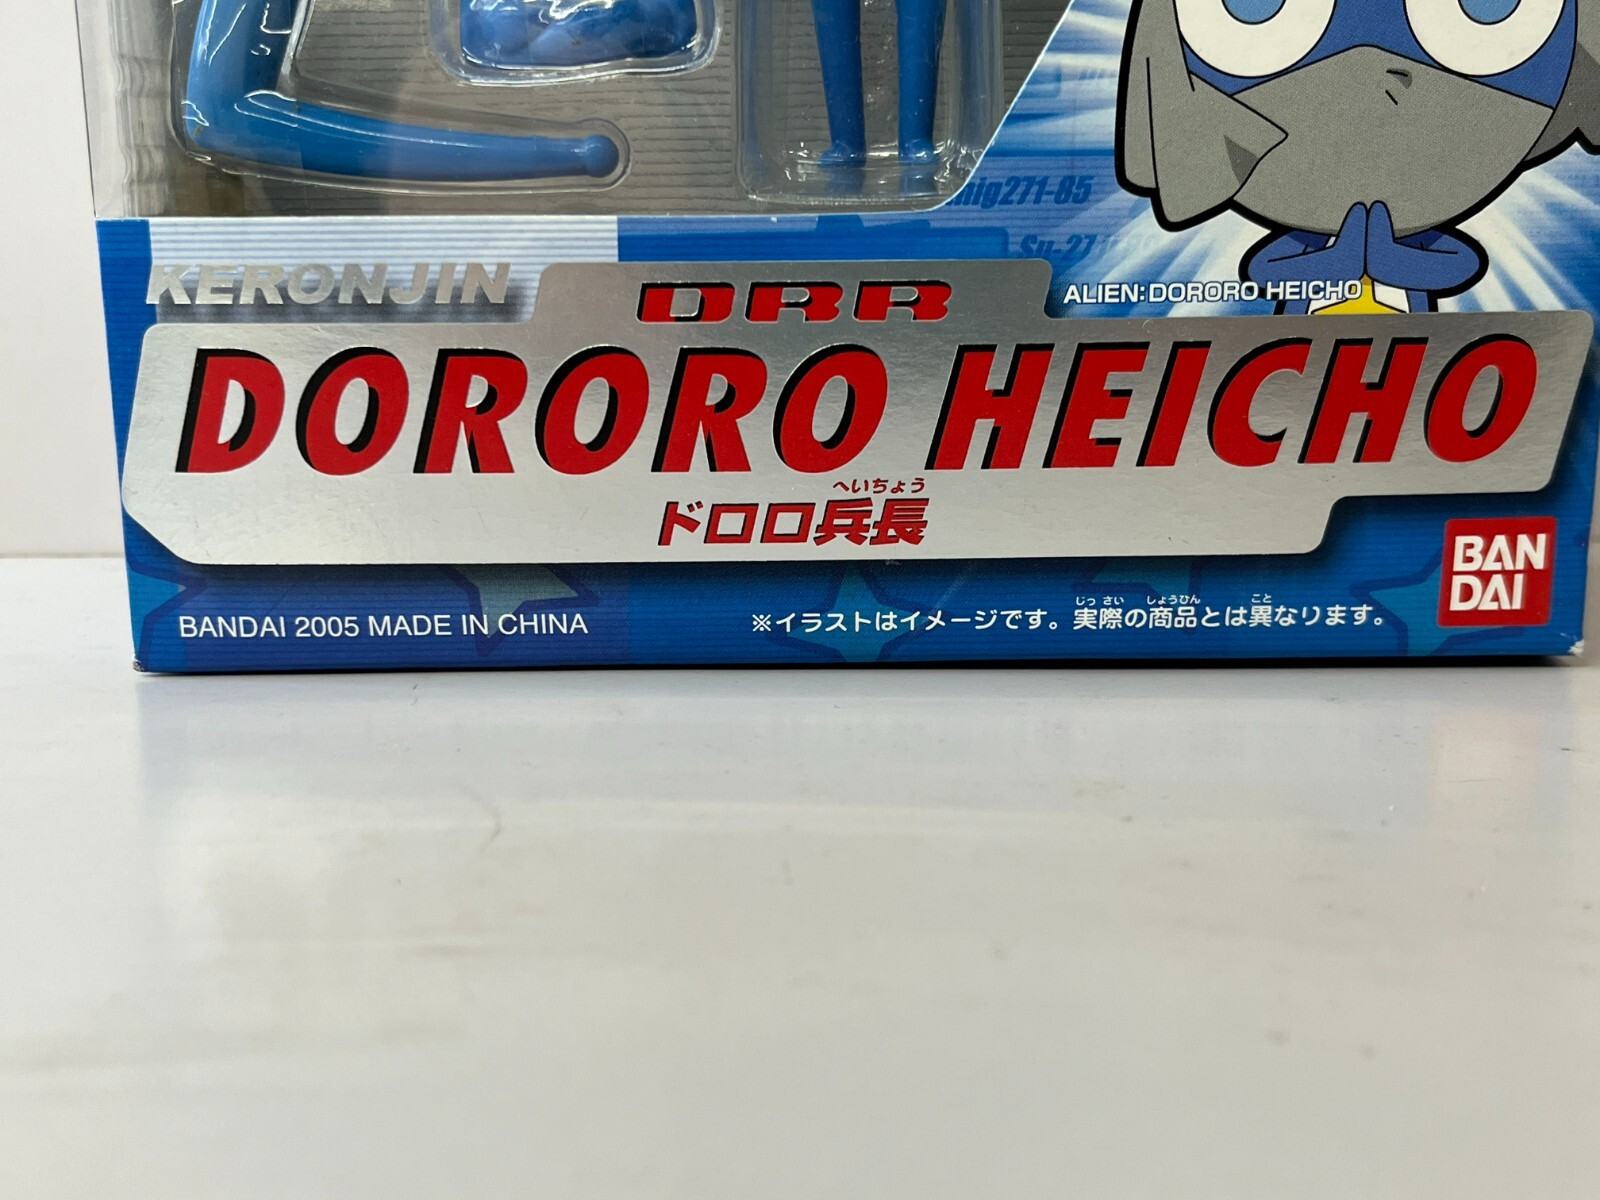 KERONJIN
DRR
ALIEN:DORORO HEICHO
DORORO HEICHO
へいちょう
ドロロ兵長
BAN
DAI
BANDAI 2005 MADE IN CHINA
じっさい しょうひん こと
※イラストはイメージです。実際の商品とは異なります。